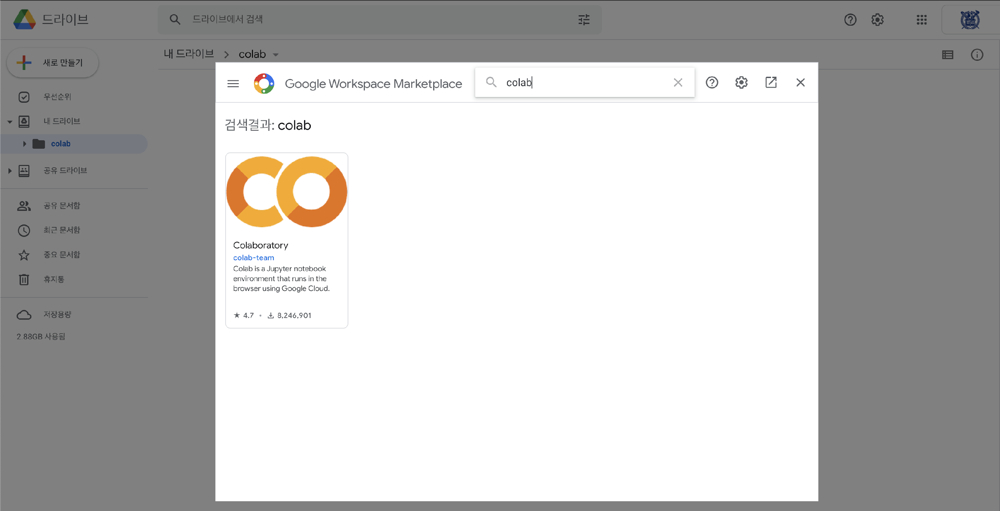 드라이브
드라이브에서 검색
새로 만들기
우선순위
내 드라이브
colab
공유 드라이브
공유 문서함
최근 문서함
중요 문서함
휴지통
저장용량
2.88GB 사용됨
내 드라이브 > colab
Google Workspace Marketplace
colab
검색결과: colab
Colaboratory
colab-team
Colab is a Jupyter notebook
environment that runs in the
browser using Google Cloud.
4.7 • 8,246,901